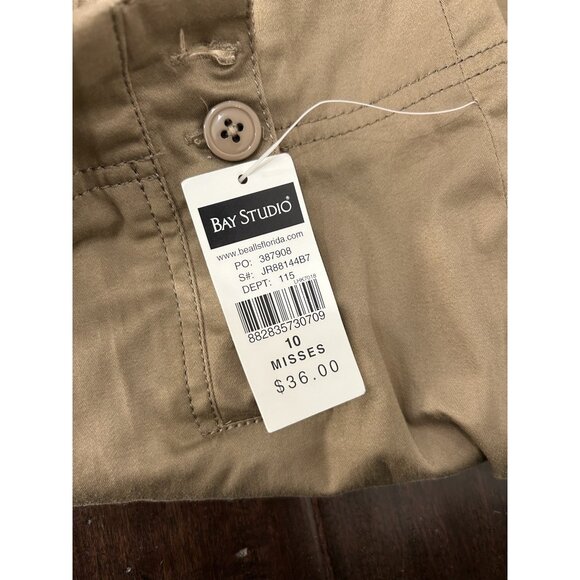 BAY STUDIO®
www.beallsflorida.com
PO: 387908
S#: JR88144B7
DEPT: 115
882835730709
10
MISSES
$36.00